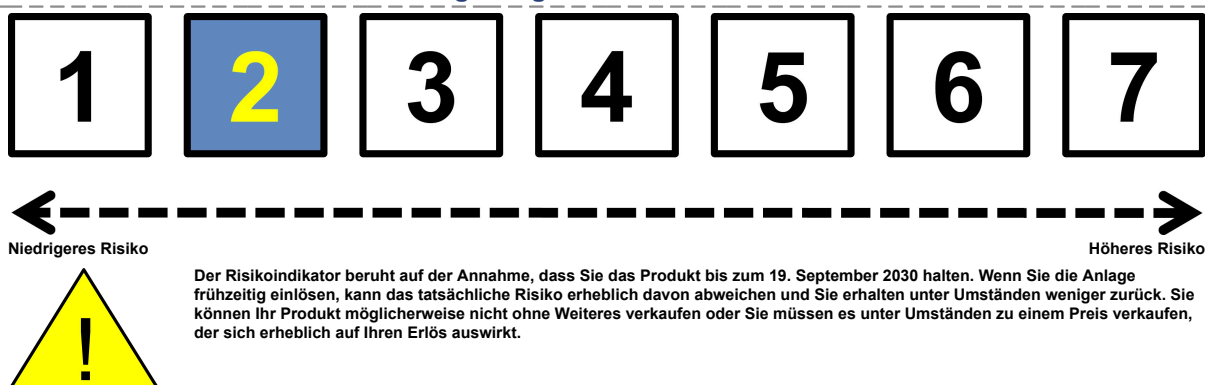 1 2 3 4 5 6 7
Niedrigeres Risiko Höheres Risiko
!
Der Risikoindikator beruht auf der Annahme, dass Sie das Produkt bis zum 19. September 2030 halten. Wenn Sie die Anlage
frühzeitig einlösen, kann das tatsächliche Risiko erheblich davon abweichen und Sie erhalten unter Umständen weniger zurück. Sie
können Ihr Produkt möglicherweise nicht ohne Weiteres verkaufen oder Sie müssen es unter Umständen zu einem Preis verkaufen,
der sich erheblich auf Ihren Erlös auswirkt.